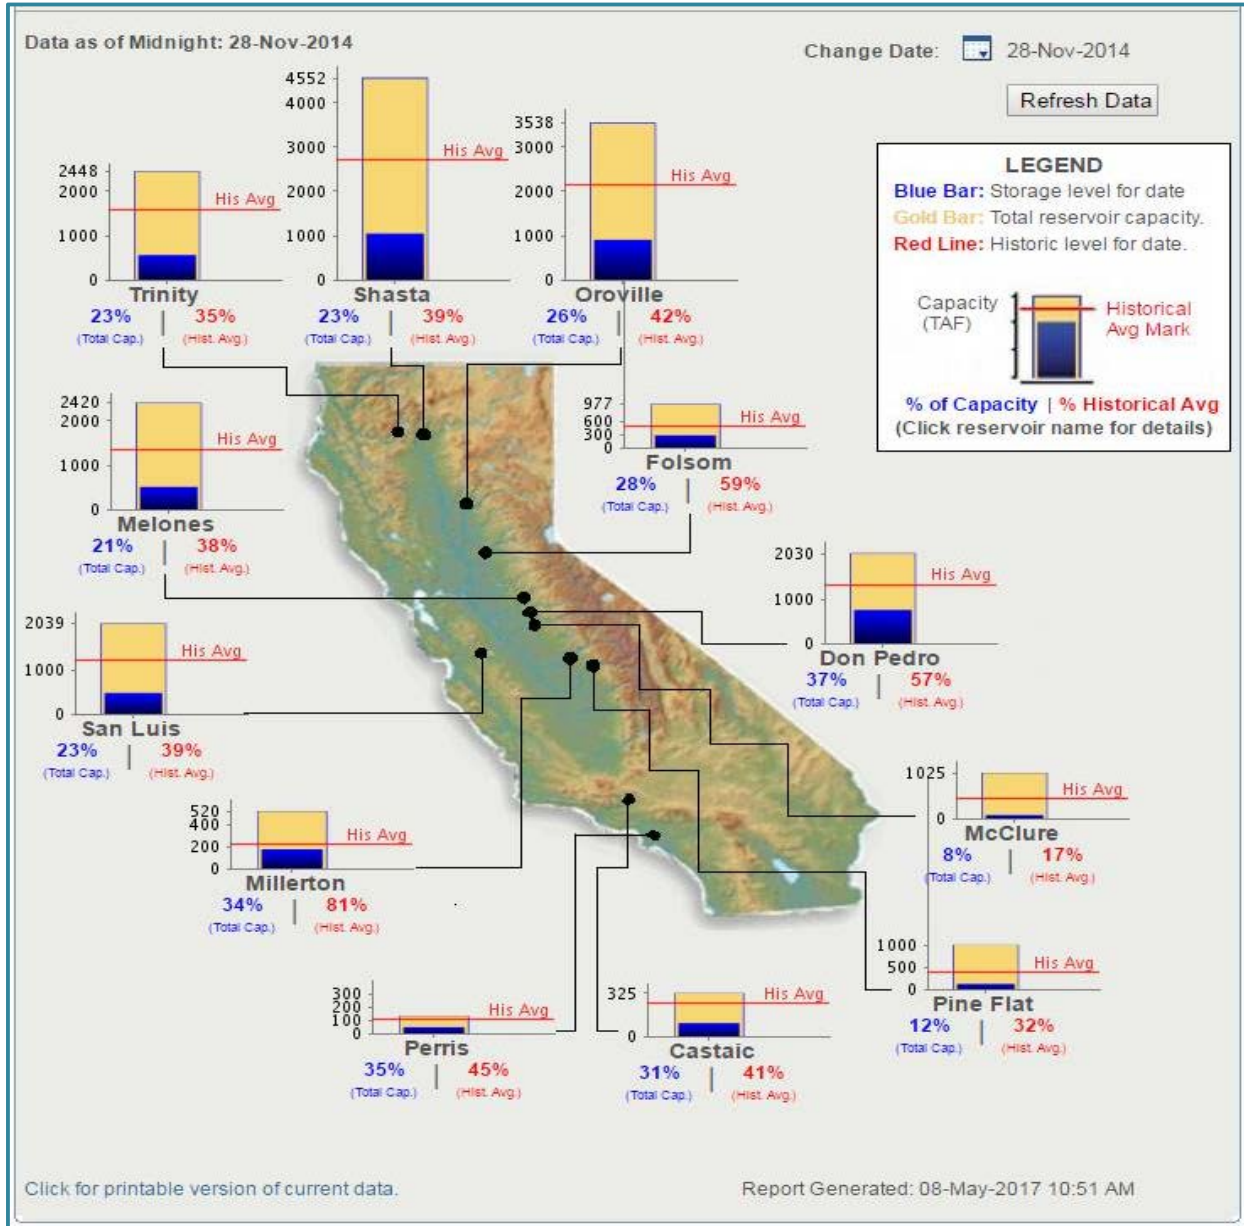 Data as of Midnight: 28-Nov-2014
Change Date: 28-Nov-2014
Refresh Data
LEGEND
Blue Bar: Storage level for date
Gold Bar: Total reservoir capacity.
Red Line: Historic level for date.
Capacity
(TAF)
Historical
Avg Mark
% of Capacity | % Historical Avg
(Click reservoir name for details)
2448
2000
1000
0
His Avg
Trinity
23% | 35%
(Total Cap.) (Hist. Avg.)
4552
4000
3000
2000
1000
0
His Avg
Shasta
23% | 39%
(Total Cap.) (Hist. Avg.)
3538
3000
2000
1000
0
His Avg
Oroville
26% | 42%
(Total Cap.) (Hist. Avg.)
2420
2000
1000
0
His Avg
Melones
21% | 38%
(Total Cap.) (Hist. Avg.)
977
600
300
0
His Avg
Folsom
28% | 59%
(Total Cap.) (Hist. Avg.)
2030
1000
0
His Avg
Don Pedro
37% | 57%
(Total Cap.) (Hist. Avg.)
2039
1000
0
His Avg
San Luis
23% | 39%
(Total Cap.) (Hist. Avg.)
1025
0
His Avg
McClure
8% | 17%
(Total Cap.) (Hist. Avg.)
520
400
200
0
His Avg
Millerton
34% | 81%
(Total Cap.) (Hist. Avg.)
1000
500
0
His Avg
Pine Flat
12% | 32%
(Total Cap.) (Hist. Avg.)
300
200
100
0
His Avg
Perris
35% | 45%
(Total Cap.) (Hist. Avg.)
325
0
His Avg
Castaic
31% | 41%
(Total Cap.) (Hist. Avg.)
Click for printable version of current data.
Report Generated: 08-May-2017 10:51 AM